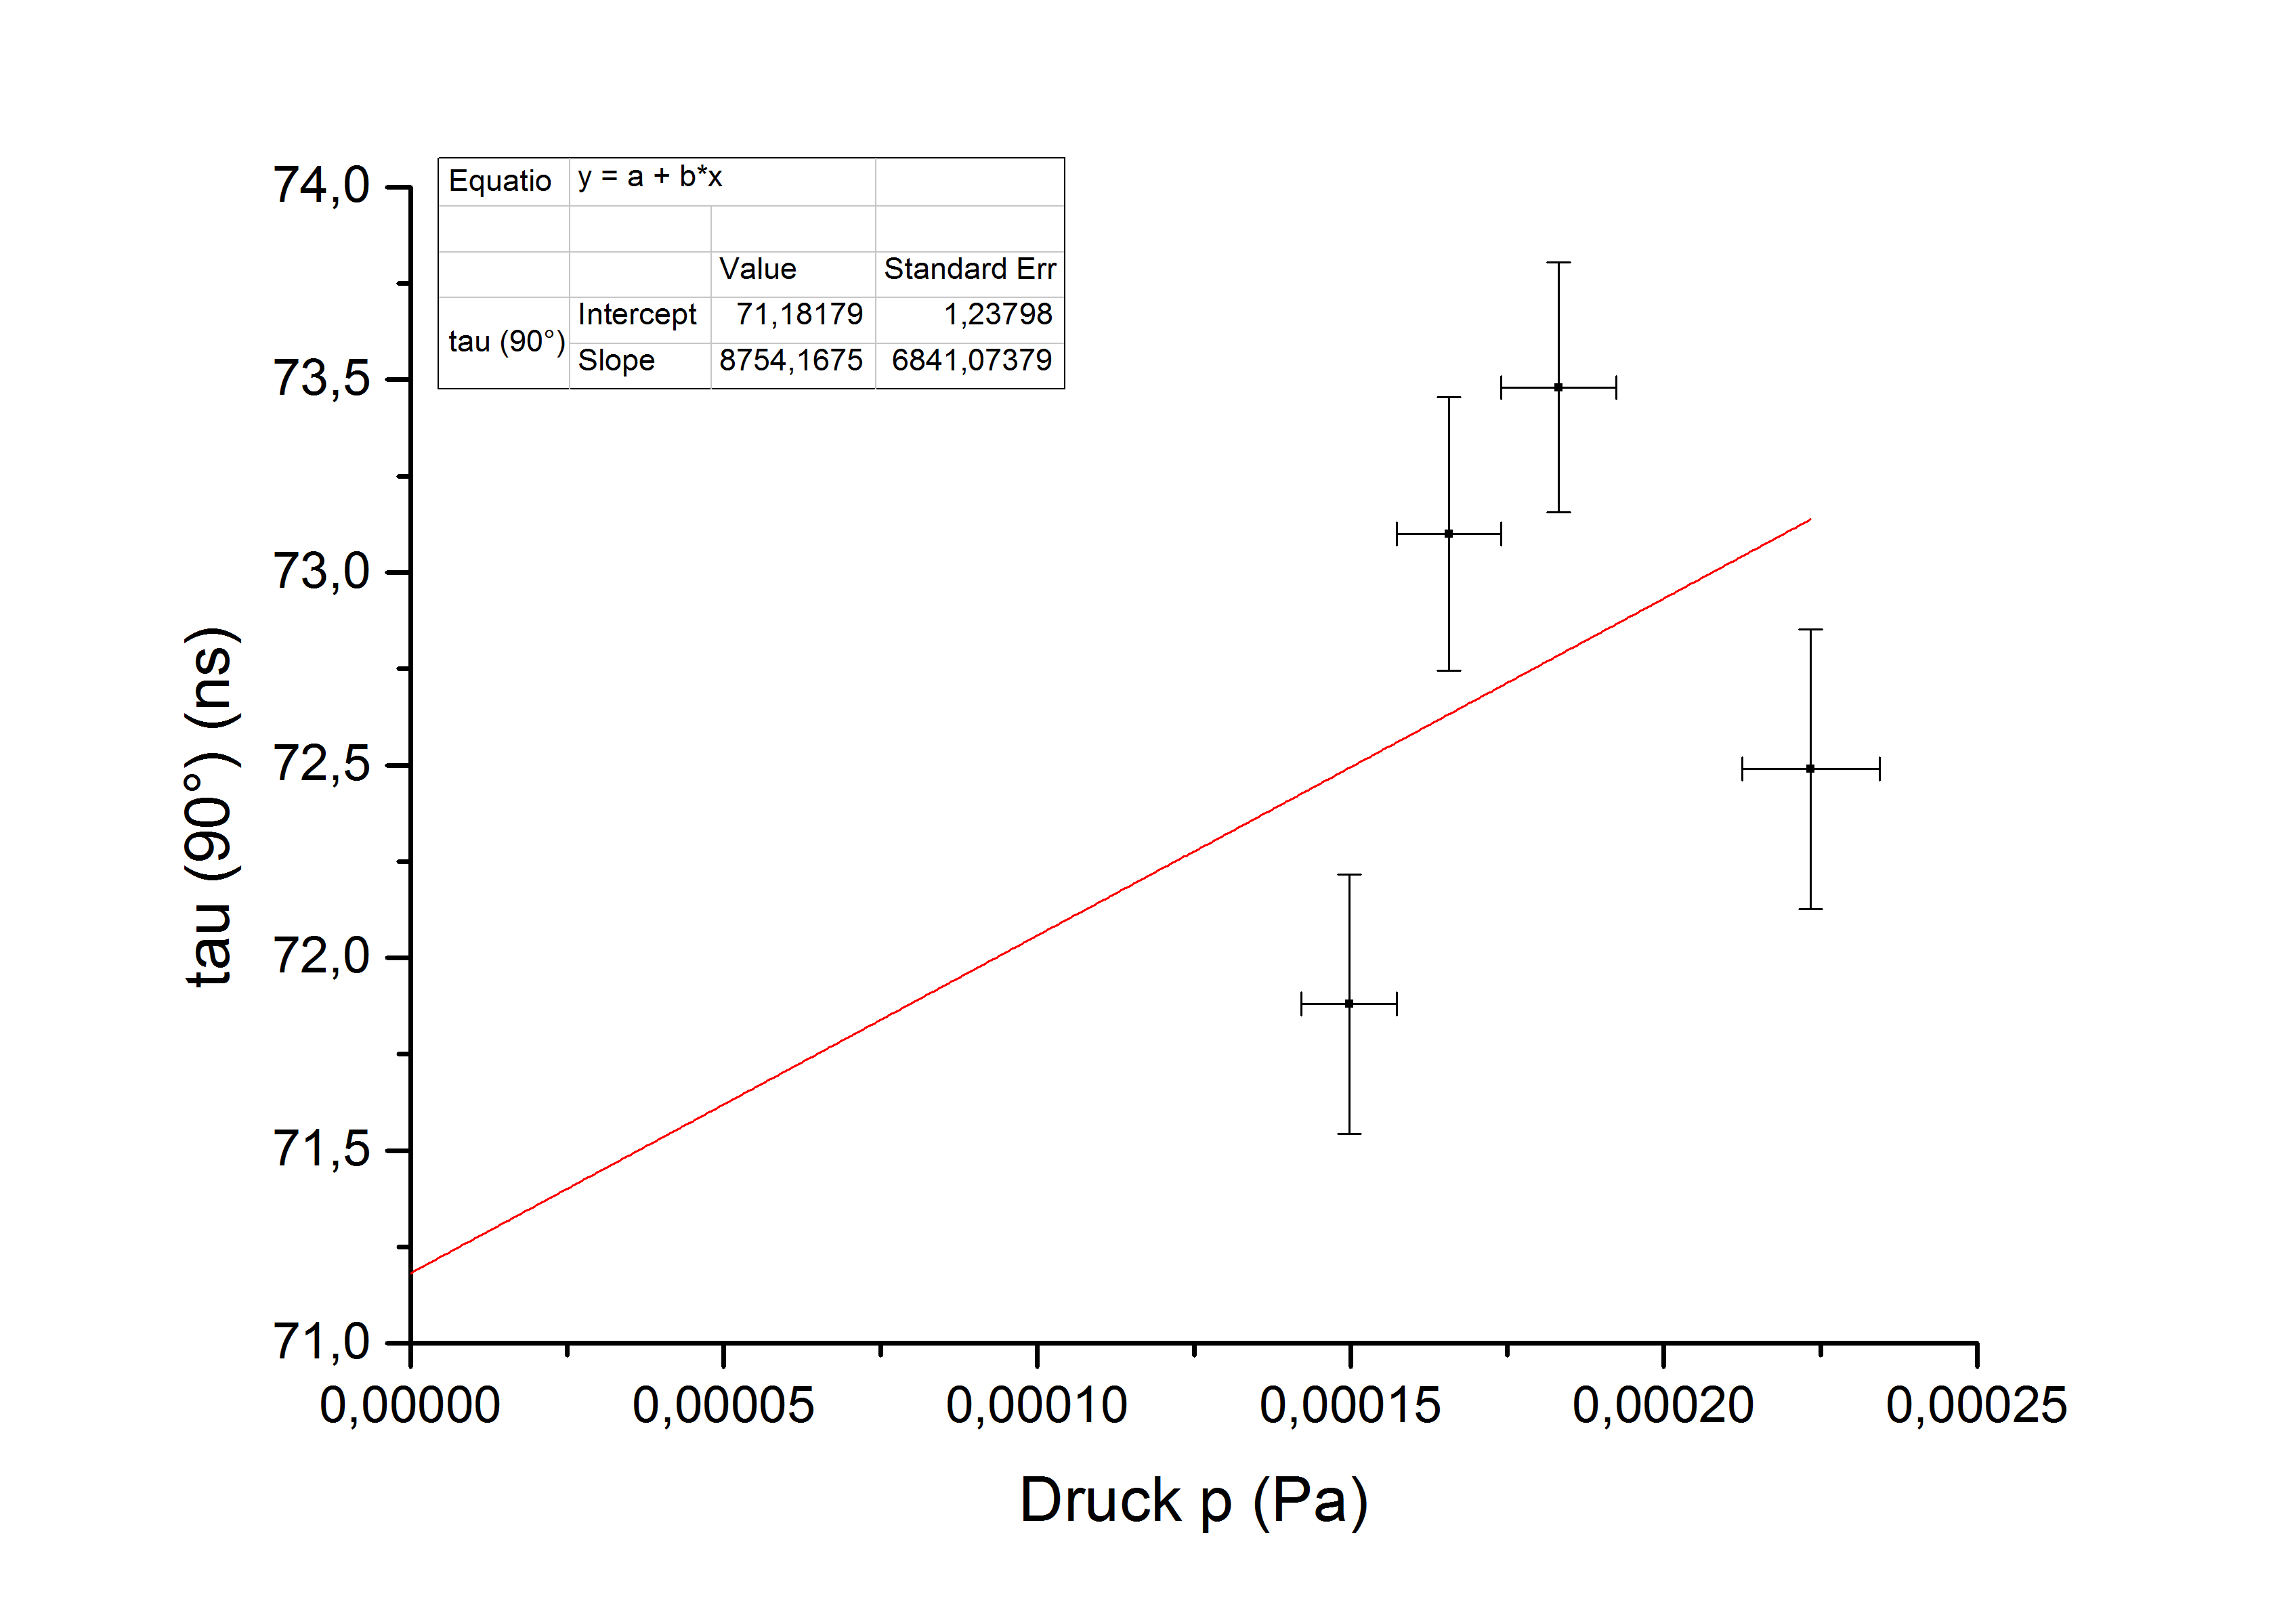 Equatio y = a + b*x
Value Standard Err
tau (90°) Intercept 71,18179 1,23798
Slope 8754,1675 6841,07379
74,0
73,5
73,0
72,5
72,0
71,5
71,0
tau (90°) (ns)
0,00000 0,00005 0,00010 0,00015 0,00020 0,00025
Druck p (Pa)